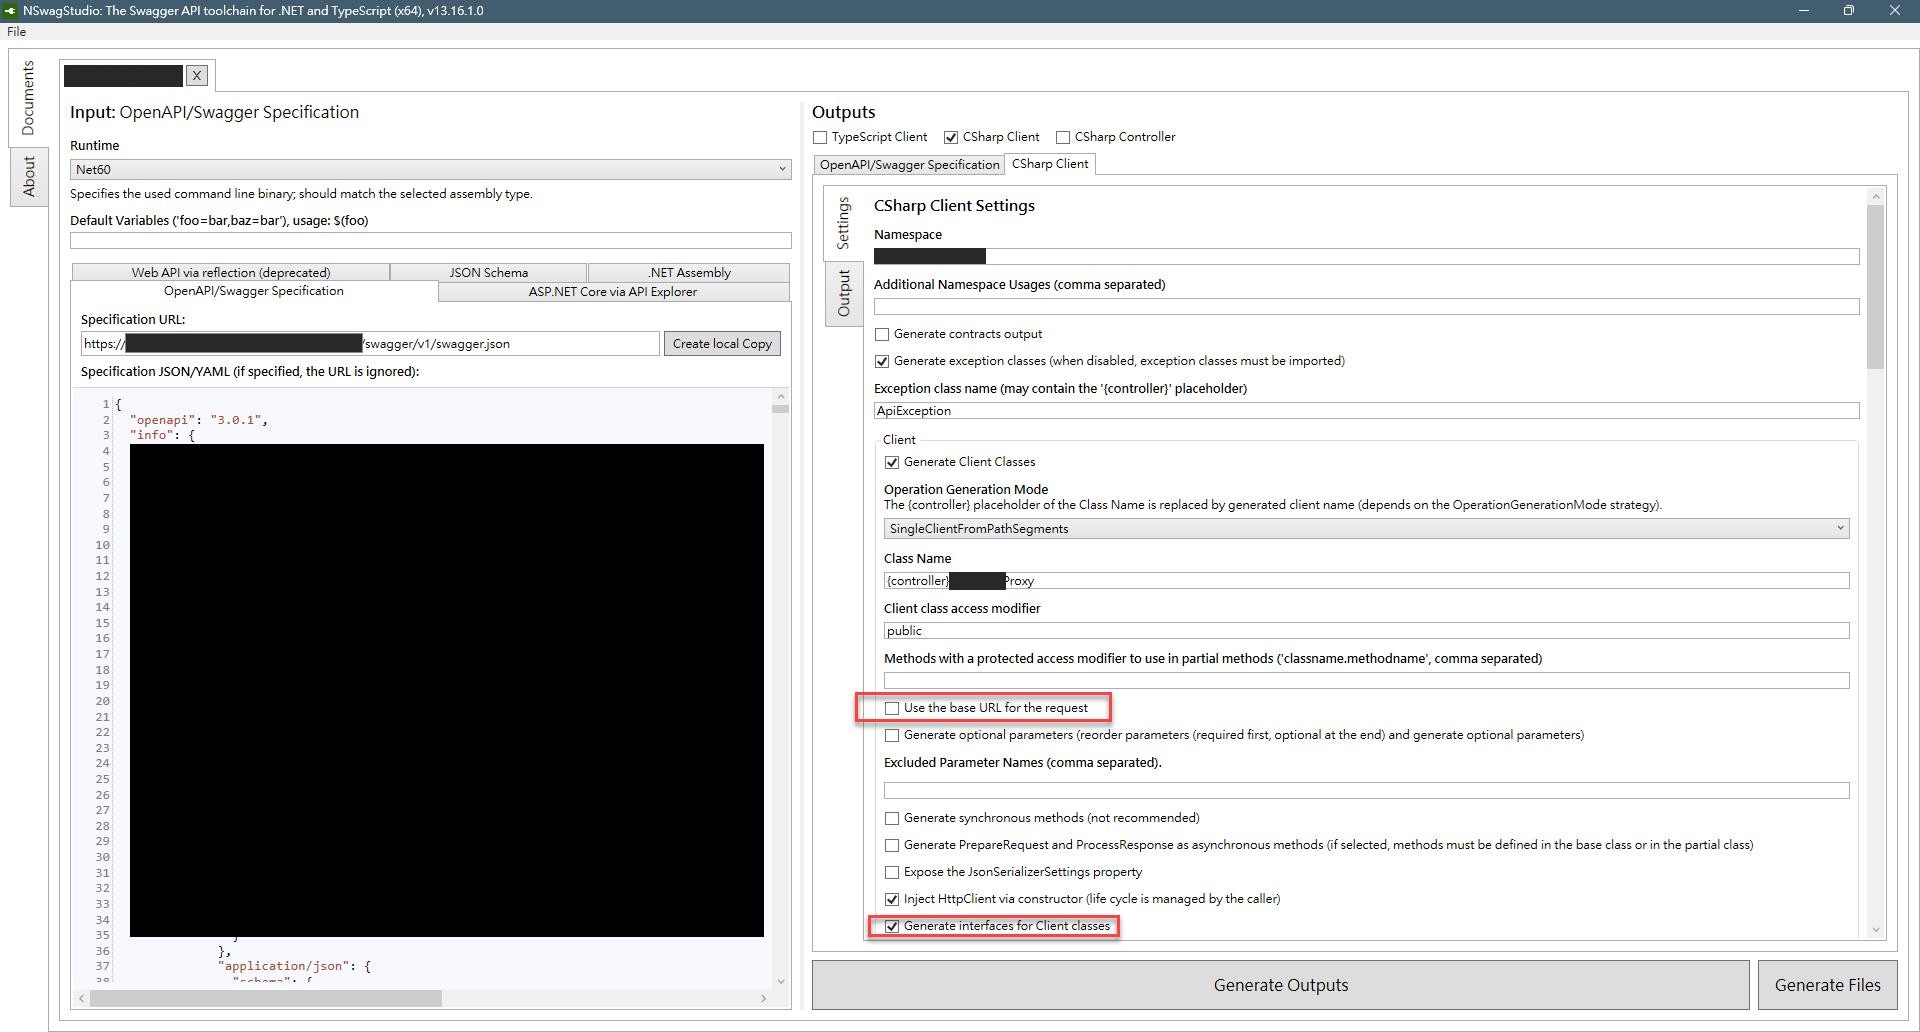 NSwagStudio: The Swagger API toolchain for .NET and TypeScript (x64), v13.16.1.0
File
Documents
About
X
Input: OpenAPI/Swagger Specification
Runtime
Net60
Specifies the used command line binary; should match the selected assembly type.
Default Variables ('foo=bar,baz=bar'), usage: $(foo)
Web API via reflection (deprecated)
JSON Schema
.NET Assembly
OpenAPI/Swagger Specification
ASP.NET Core via API Explorer
Specification URL:
https://
/swagger/v1/swagger.json
Create local Copy
Specification JSON/YAML (if specified, the URL is ignored):
1 {
2 "openapi": "3.0.1",
3 "info": {
4
5
6
7
8
9
10
11
12
13
14
15
16
17
18
19
20
21
22
23
24
25
26
27
28
29
30
31
32
33
34
35 }
36 },
37 "application/json": {
38 "schema": {
Outputs
TypeScript Client
CSharp Client
CSharp Controller
OpenAPI/Swagger Specification
CSharp Client
Settings
Output
CSharp Client Settings
Namespace
Additional Namespace Usages (comma separated)
Generate contracts output
Generate exception classes (when disabled, exception classes must be imported)
Exception class name (may contain the '{controller}' placeholder)
ApiException
Client
Generate Client Classes
Operation Generation Mode
The {controller} placeholder of the Class Name is replaced by generated client name (depends on the OperationGenerationMode strategy).
SingleClientFromPathSegments
Class Name
{controller}
Proxy
Client class access modifier
public
Methods with a protected access modifier to use in partial methods ('classname.methodname', comma separated)
Use the base URL for the request
Generate optional parameters (reorder parameters (required first, optional at the end) and generate optional parameters)
Excluded Parameter Names (comma separated).
Generate synchronous methods (not recommended)
Generate PrepareRequest and ProcessResponse as asynchronous methods (if selected, methods must be defined in the base class or in the partial class)
Expose the JsonSerializerSettings property
Inject HttpClient via constructor (life cycle is managed by the caller)
Generate interfaces for Client classes
Generate Outputs
Generate Files